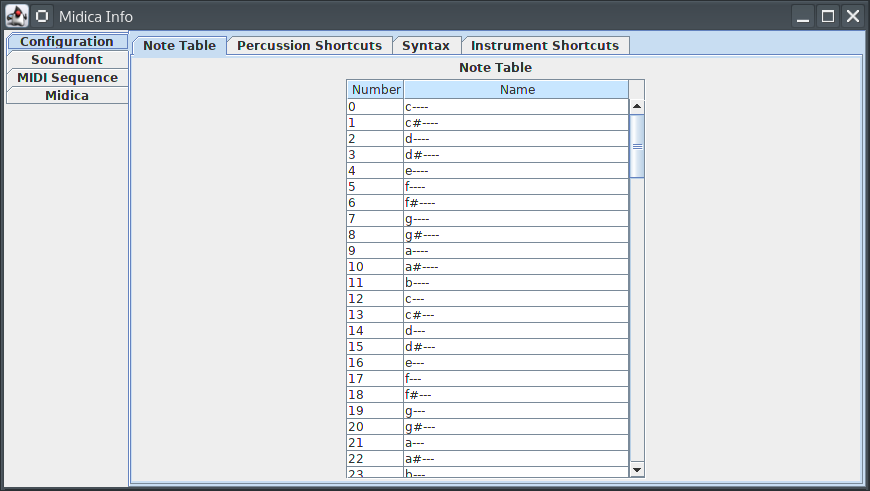 Midica Info
Configuration
Soundfont
MIDI Sequence
Midica
Note Table Percussion Shortcuts Syntax Instrument Shortcuts
Note Table
Number Name
0 c----
1 c#----
2 d----
3 d#----
4 e----
5 f----
6 f#----
7 g----
8 g#----
9 a----
10 a#----
11 b----
12 c---
13 c#---
14 d---
15 d#---
16 e---
17 f---
18 f#---
19 g---
20 g#---
21 a---
22 a#---
23 b---